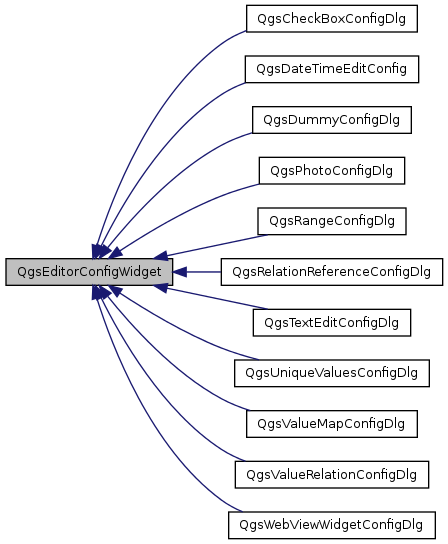 QgsCheckBoxConfigDlg
QgsDateTimeEditConfig
QgsDummyConfigDlg
QgsPhotoConfigDlg
QgsRangeConfigDlg
QgsEditorConfigWidget
QgsRelationReferenceConfigDlg
QgsTextEditConfigDlg
QgsUniqueValuesConfigDlg
QgsValueMapConfigDlg
QgsValueRelationConfigDlg
QgsWebViewWidgetConfigDlg